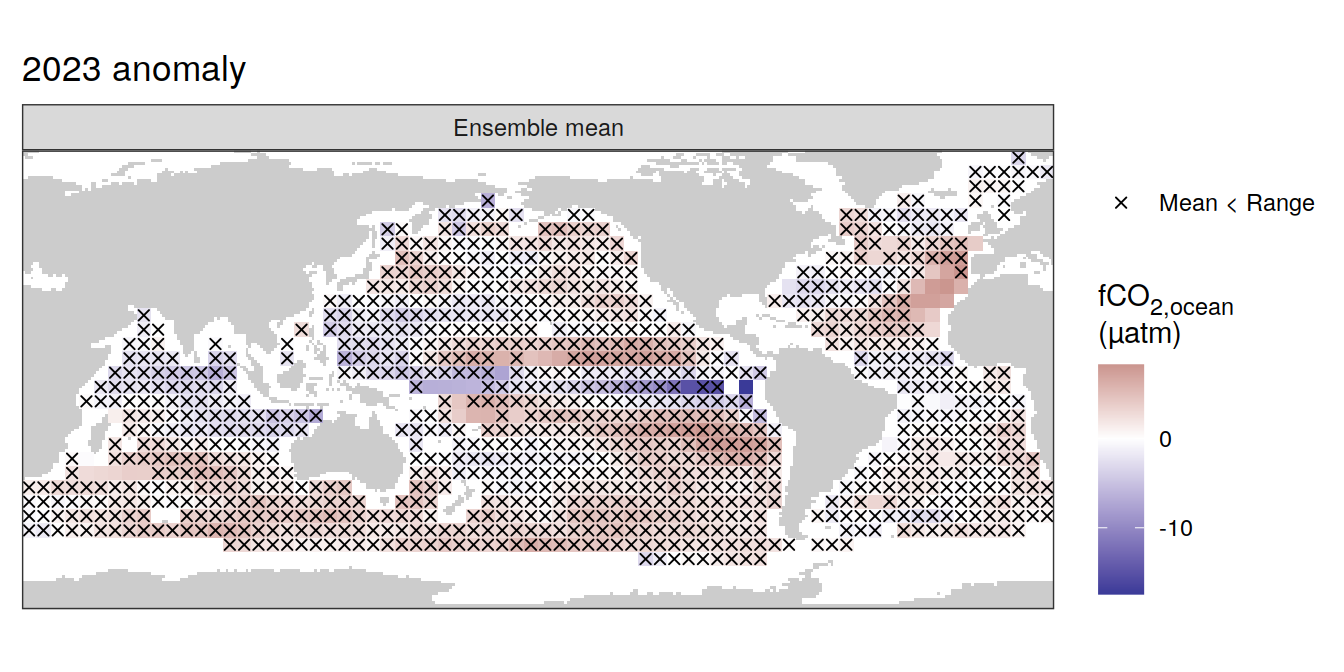 2023 anomaly
Ensemble mean
× Mean < Range
fCO2,ocean
(µatm)
0
-10